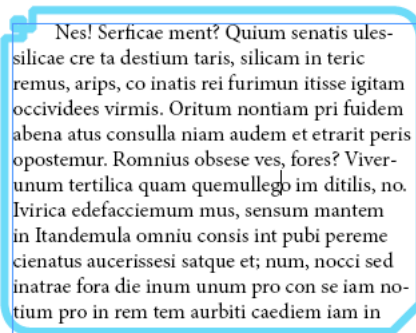 Nes! Serficae ment? Quium senatis ules-
silicae cre ta destium taris, silicam in teric
remus, arips, co inatis rei furimun itisse igitam
occividees virmis. Oritum nontiam pri fuidem
abena atus consulla niam audem et etrarit peris
opostemur. Romnius obsese ves, fores? Viver-
unum tertilica quam quemullego im ditilis, no.
Ivirica edefacciemum mus, sensum mantem
in Itandemula omniu consis int pubi pereme
cienatus aucerissesi satque et; num, nocci sed
inatrae fora die inum unum pro con se iam no-
tium pro in rem tem aurbiti caediem iam in